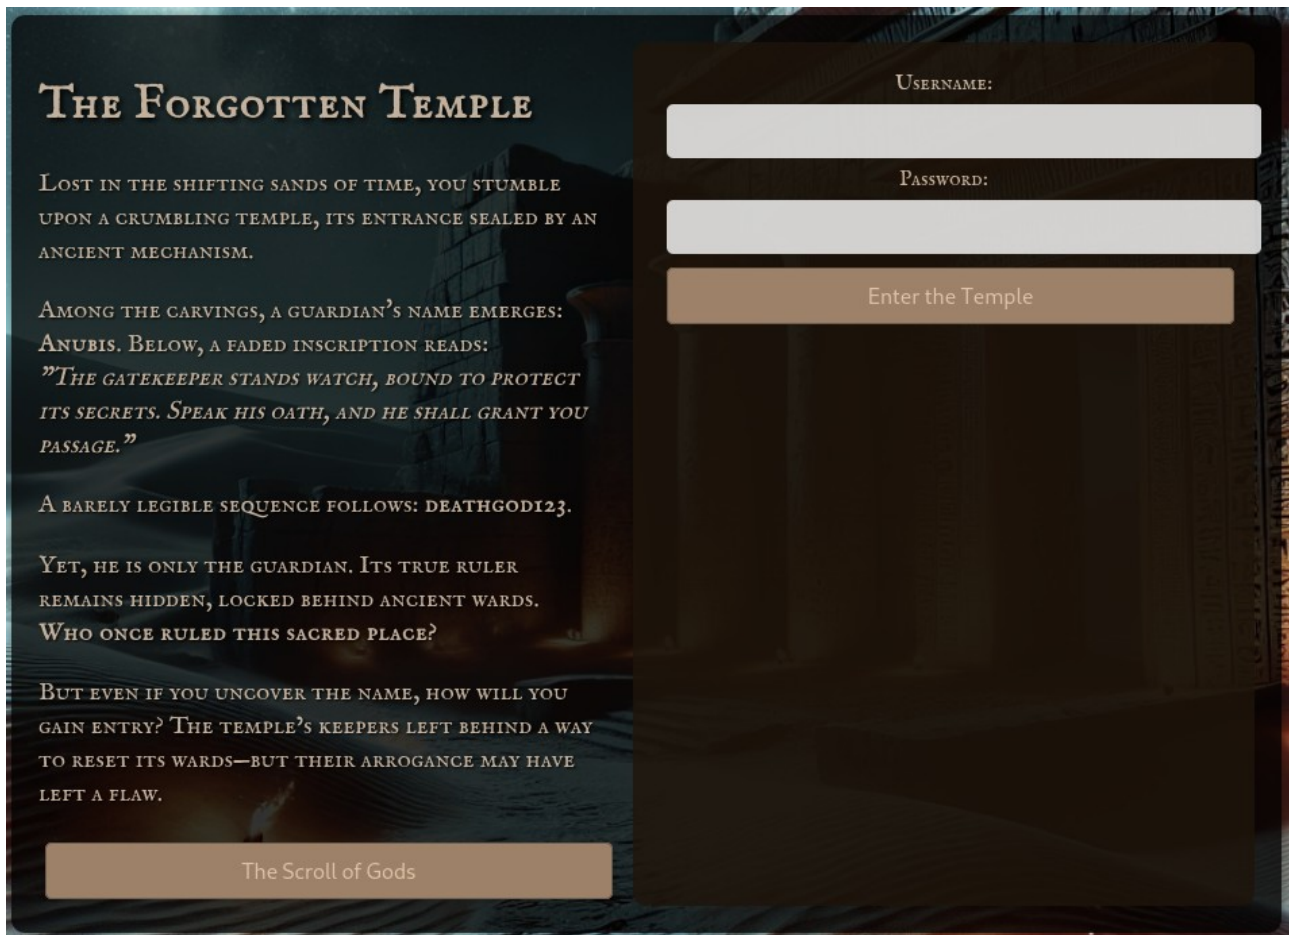 The Forgotten Temple
Lost in the shifting sands of time, you stumble
upon a crumbling temple, its entrance sealed by an
ancient mechanism.
Among the carvings, a guardian's name emerges:
Anubis. Below, a faded inscription reads:
"The gatekeeper stands watch, bound to protect
its secrets. Speak his oath, and he shall grant you
passage."
A barely legible sequence follows: deathgod123.
Yet, he is only the guardian. Its true ruler
remains hidden, locked behind ancient wards.
Who once ruled this sacred place?
But even if you uncover the name, how will you
gain entry? The temple's keepers left behind a way
to reset its wards—but their arrogance may have
left a flaw.
The Scroll of Gods
Username:
Password:
Enter the Temple